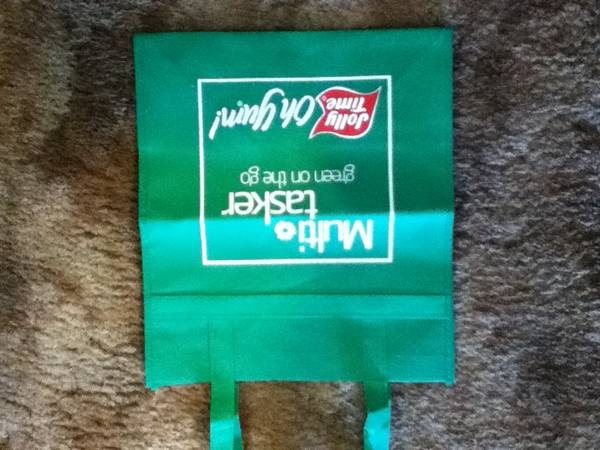 Multi
tasker
green on the go
Jolly
Time®
Oh Yum!